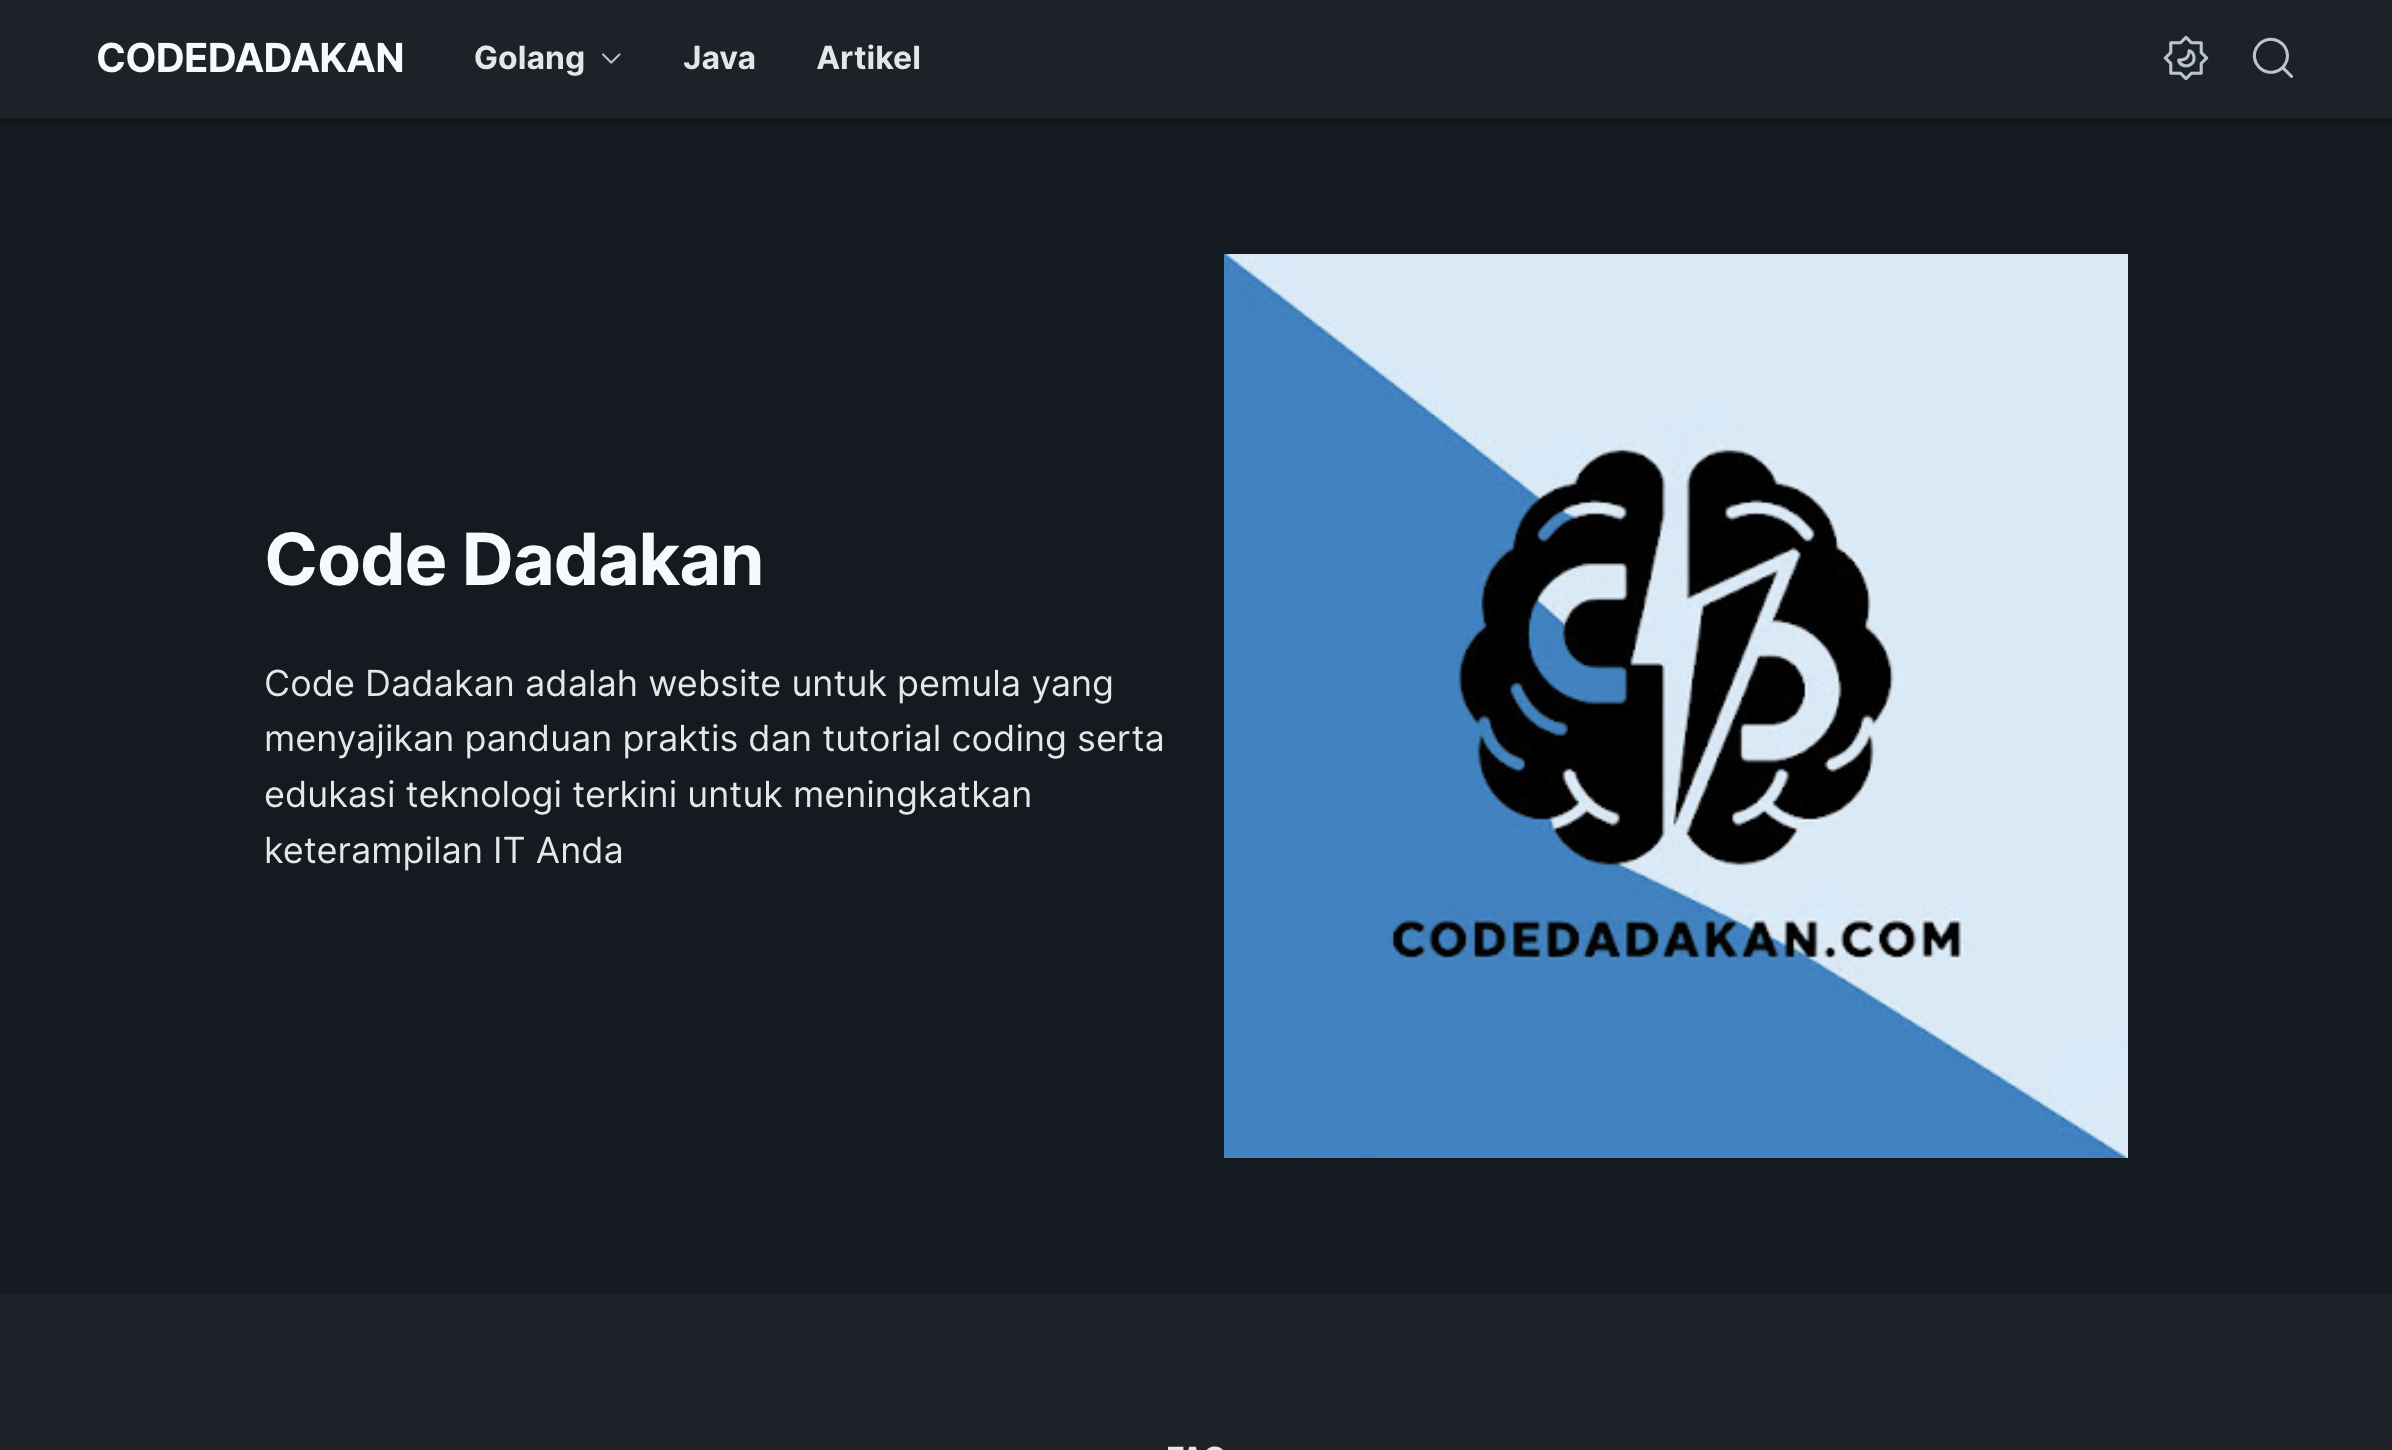 CODEDADAKAN
Golang
Java
Artikel
Code Dadakan
Code Dadakan adalah website untuk pemula yang
menyajikan panduan praktis dan tutorial coding serta
edukasi teknologi terkini untuk meningkatkan
keterampilan IT Anda
CD
CODEDADAKAN.COM